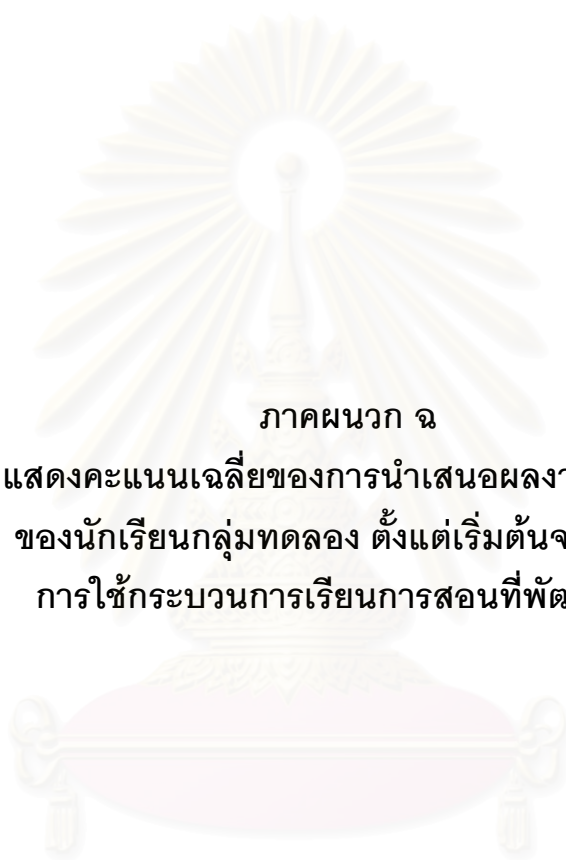 ภาคผนวก ฉ
แสดงคะแนนเฉลี่ยของการนำเสนอผลงา
ของนักเรียนกลุ่มทดลอง ตั้งแต่เริ่มต้นจ
การใช้กระบวนการเรียนการสอนที่พัฒ